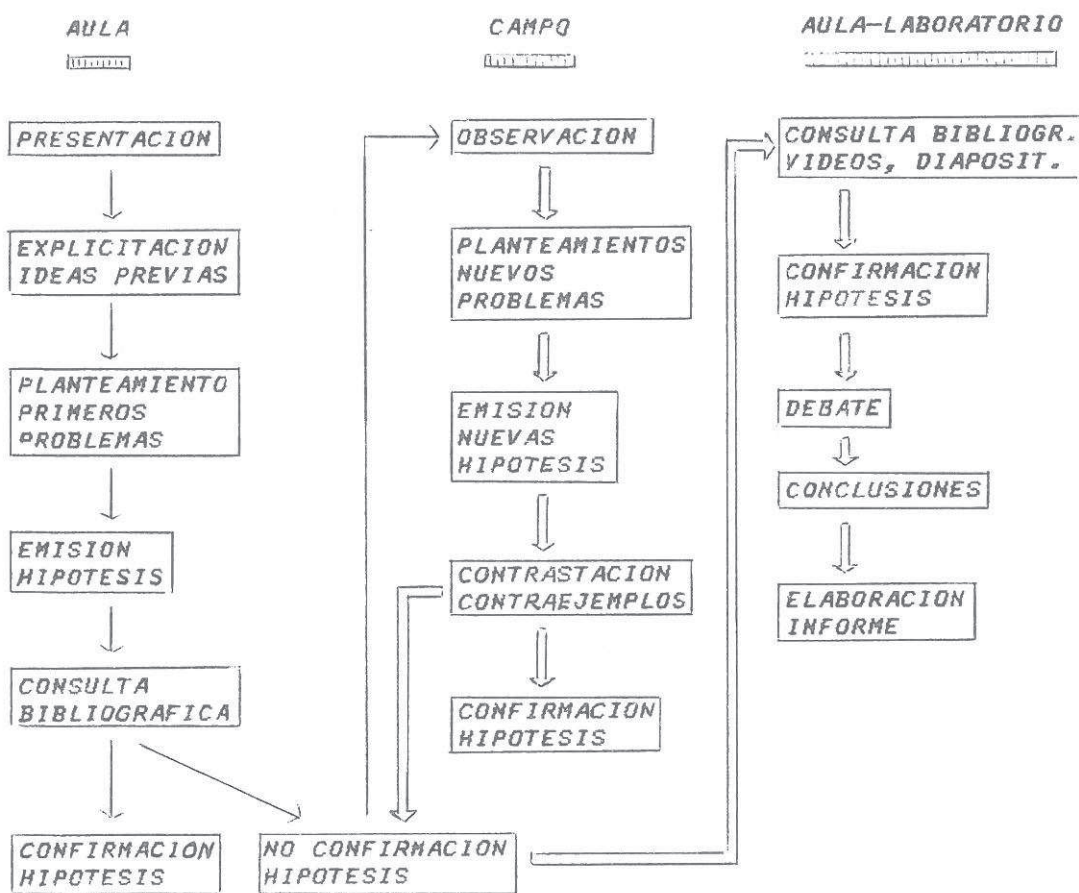 AULA
PRESENTACION
EXPLICITACION
IDEAS PREVIAS
PLANTEAMIENTO
PRIMEROS
PROBLEMAS
EMISION
HIPOTESIS
CONSULTA
BIBLIOGRAFICA
CONFIRMACION
HIPOTESIS
NO CONFIRMACION
HIPOTESIS
CAMPO
OBSERVACION
PLANTEAMIENTOS
NUEVOS
PROBLEMAS
EMISION
NUEVAS
HIPOTESIS
CONTRASTACION
CONTRAEJEMPLOS
CONFIRMACION
HIPOTESIS
AULA-LABORATORIO
CONSULTA BIBLIOGR.
VIDEOS, DIAPOSIT.
CONFIRMACION
HIPOTESIS
DEBATE
CONCLUSIONES
ELABORACION
INFORME